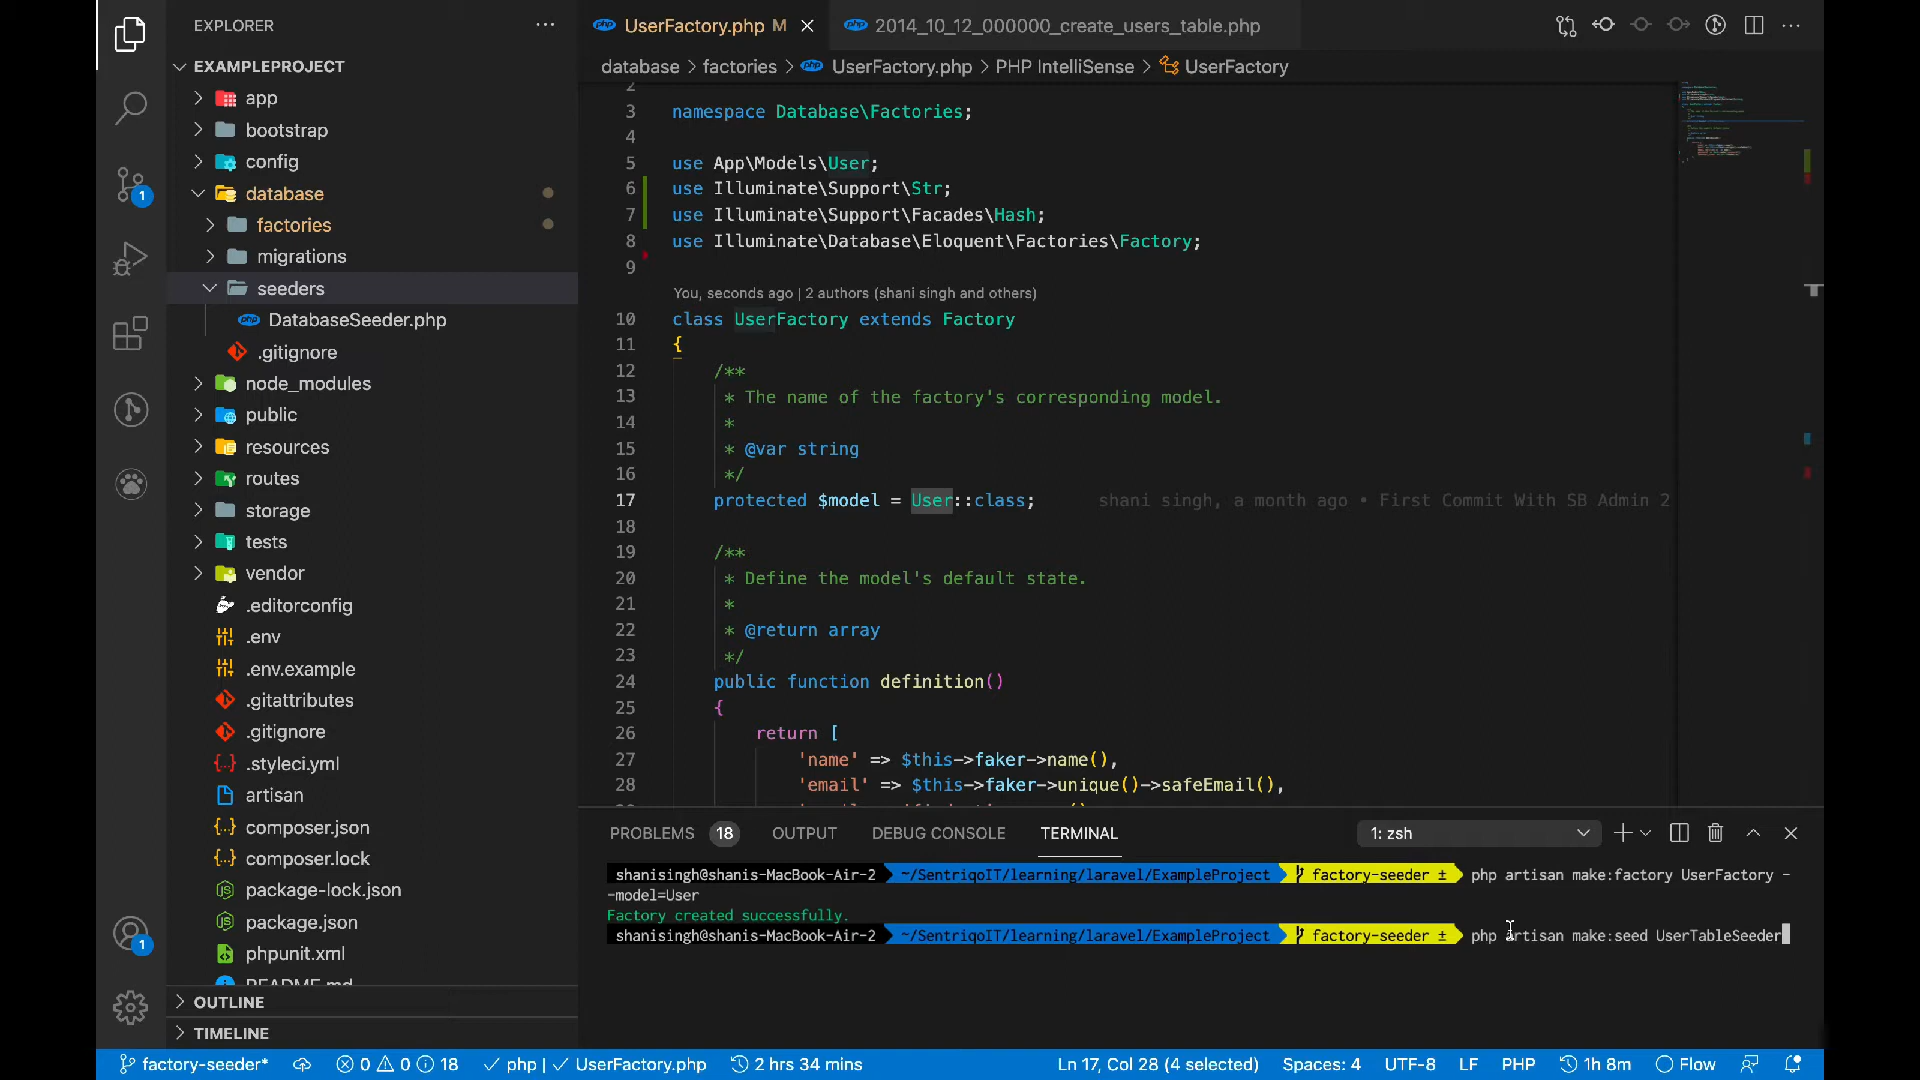 EXPLORER
EXAMPLEPROJECT
app
bootstrap
config
database
factories
migrations
seeders
DatabaseSeeder.php
.gitignore
node_modules
public
resources
routes
storage
tests
vendor
.editorconfig
.env
.env.example
.gitattributes
.gitignore
.styleci.yml
artisan
composer.json
composer.lock
package-lock.json
package.json
phpunit.xml
README.md
OUTLINE
TIMELINE
1
1
UserFactory.php M
2014_10_12_000000_create_users_table.php
database > factories > UserFactory.php > PHP IntelliSense > UserFactory
2
3 namespace Database\Factories;
4
5 use App\Models\User;
6 use Illuminate\Support\Str;
7 use Illuminate\Support\Facades\Hash;
8 use Illuminate\Database\Eloquent\Factories\Factory;
9
You, seconds ago | 2 authors (shani singh and others)
10 class UserFactory extends Factory
11 {
12 /**
13 * The name of the factory's corresponding model.
14 *
15 * @var string
16 */
17 protected $model = User::class; shani singh, a month ago • First Commit With SB Admin 2
18
19 /**
20 * Define the model's default state.
21 *
22 * @return array
23 */
24 public function definition()
25 {
26 return [
27 'name' => $this->faker->name(),
28 'email' => $this->faker->unique()->safeEmail(),
PROBLEMS 18 OUTPUT DEBUG CONSOLE TERMINAL 1: zsh
shanisingh@shanis-MacBook-Air-2 ~/SentriqoIT/learning/laravel/ExampleProject factory-seeder ± php artisan make:factory UserFactory -
-model=User
Factory created successfully.
shanisingh@shanis-MacBook-Air-2 ~/SentriqoIT/learning/laravel/ExampleProject factory-seeder ± php artisan make:seed UserTableSeeder
factory-seeder* 0 0 18 php | UserFactory.php 2 hrs 34 mins Ln 17, Col 28 (4 selected) Spaces: 4 UTF-8 LF PHP 1h 8m Flow